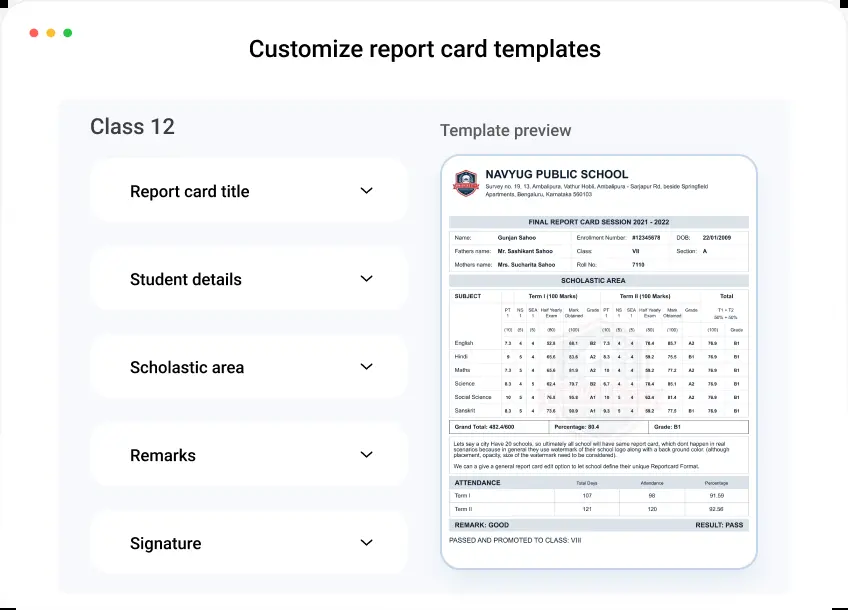 Customize report card templates
Class 12
Report card title
Student details
Scholastic area
Remarks
Signature
Template preview
NAVYUG PUBLIC SCHOOL
Survey no. 19, 13, Ambalipura, Vathur Hobli, Ambalipura - Sarjapur Rd, beside Springfield
Apartments, Bengaluru, Karnataka 560103
FINAL REPORT CARD SESSION 2021 - 2022
Name: Gunjan Sahoo Enrollment Number: #12345678 DOB: 22/01/2009
Fathers name: Mr. Sashikant Sahoo Class: VII Section: A
Mothers name: Mrs. Sucharita Sahoo Roll No: 7110
SCHOLASTIC AREA
SUBJECT Term I (100 Marks) Term II (100 Marks) Total
PT NS SEA Half Yearly Mark Grade PT NS SEA Half Yearly Mark Grade T1 + T2
1 1 1 Exam Obtained 1 1 1 Exam Obtained 50% + 50%
(10) (5) (5) (80) (100) (10) (5) (5) (80) (100) (100) Grade
English 7.3 4 4 52.8 68.1 B2 7.3 4 4 78.4 85.7 A2 76.9 B1
Hindi 9 5 4 65.6 83.6 A2 8.3 4 4 59.2 75.5 B1 76.9 B1
Maths 7.3 5 4 65.6 81.9 A2 10 4 4 59.2 77.2 A2 76.9 B1
Science 8.3 4 5 62.4 79.7 B2 6.7 4 4 78.4 85.1 A2 76.9 B1
Social Science 10 5 4 76.8 95.8 A1 10 5 4 62.4 81.4 A2 76.9 B1
Sanskrit 8.3 5 4 73.6 90.9 A1 9.3 5 4 59.2 77.5 B1 76.9 B1
Grand Total: 482.4/600 Percentage: 80.4 Grade: B1
Lets say a city Have 20 schools, so ultimately all school will have same report card, which dont happen in real
scenarios because in general they use watermark of their school logo along with a back ground color. (although
placement, opacity, size of the watermark need to be considered).
We can a give a general report card edit option to let school define their unique Reportcard Format.
ATTENDANCE Total Days Attendance Percentage
Term I 107 98 91.59
Term II 121 120 92.56
REMARK: GOOD RESULT: PASS
PASSED AND PROMOTED TO CLASS: VIII